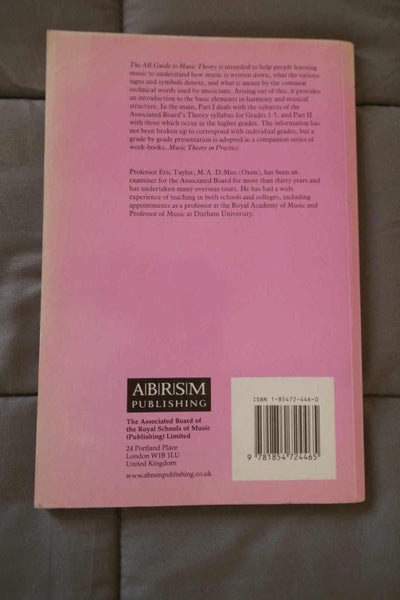 The AB Guide to Music Theory is intended to help people learning
music to understand how music is written down, what the various
signs and symbols denote, and what is meant by the common
technical words used by musicians. Arising out of this, it provides
an introduction to the basic elements in harmony and musical
structure. In the main, Part I deals with the subjects of the
Associated Board's Theory syllabus for Grades 1-5, and Part II
with those which occur in the higher grades. The information has
not been broken up to correspond with individual grades, but a
grade by grade presentation is adopted in a companion series of
work-books, Music Theory in Practice.
Professor Eric Taylor, M.A. D.Mus. (Oxon), has been an
examiner for the Associated Board for more than thirty years and
has undertaken many overseas tours. He has had a wide
experience of teaching in both schools and colleges, including
appointments as a professor at the Royal Academy of Music and
Professor of Music at Durham University.
ABRSM
PUBLISHING
The Associated Board of
the Royal Schools of Music
(Publishing) Limited
24 Portland Place
London W1B 1LU
United Kingdom
www.abrsmpublishing.co.uk
ISBN 1-85472-446-0
9 781854 724465